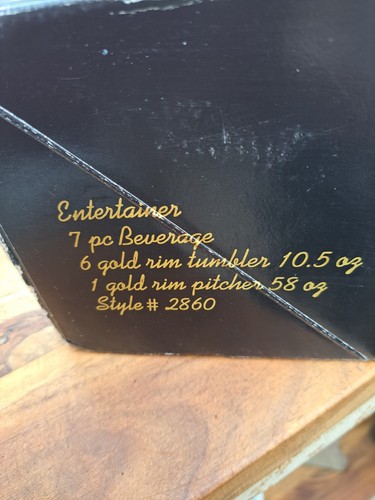 Entertainer
7 pc Beverage
6 gold rim tumbler 10.5 oz
1 gold rim pitcher 58 oz
Style # 2860